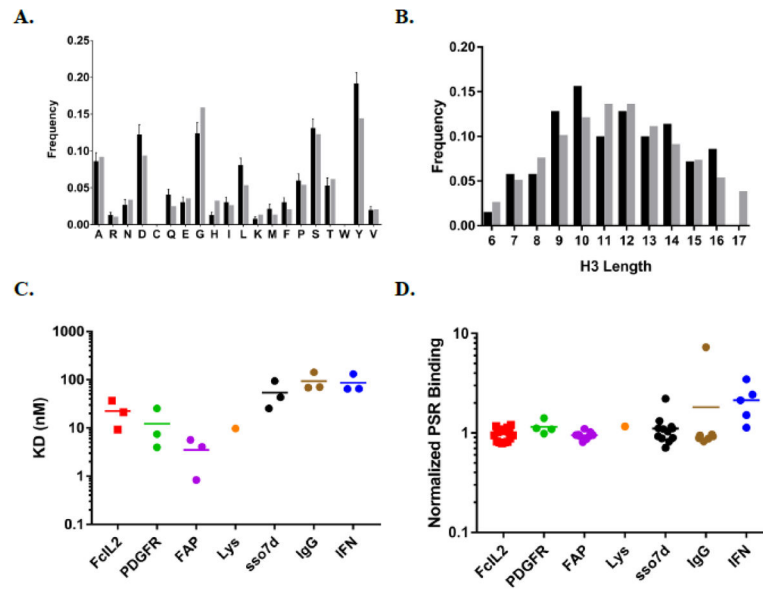 A.
0.25
0.20
0.15
0.10
0.05
0.00
Frequency
A R N D C Q E G H I L K M F P S T W Y V
B.
0.20
0.15
0.10
0.05
0.00
Frequency
6 7 8 9 10 11 12 13 14 15 16 17
H3 Length
C.
1000
100
10
1
0.1
KD (nM)
FcIL2 PDGFR FAP Lys sso7d IgG IFN
D.
10
1
0.1
Normalized PSR Binding
FcIL2 PDGFR FAP Lys sso7d IgG IFN